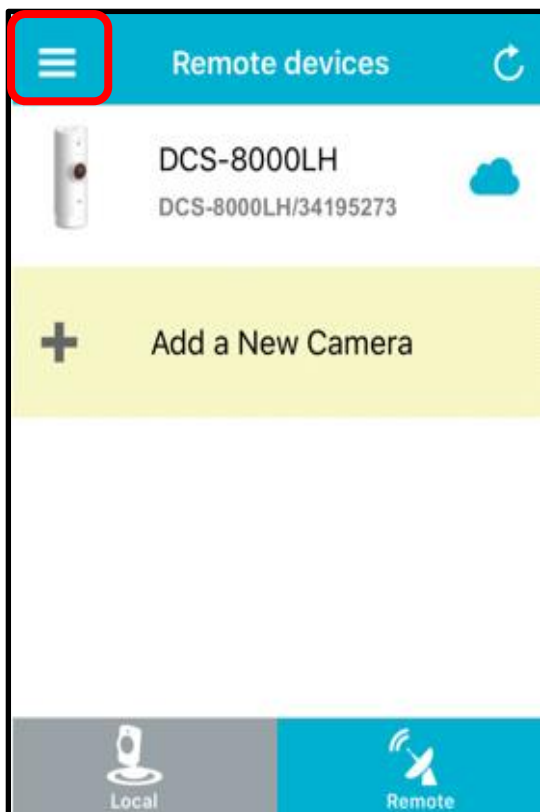 Remote devices
DCS-8000LH
DCS-8000LH/34195273
Add a New Camera
Local
Remote